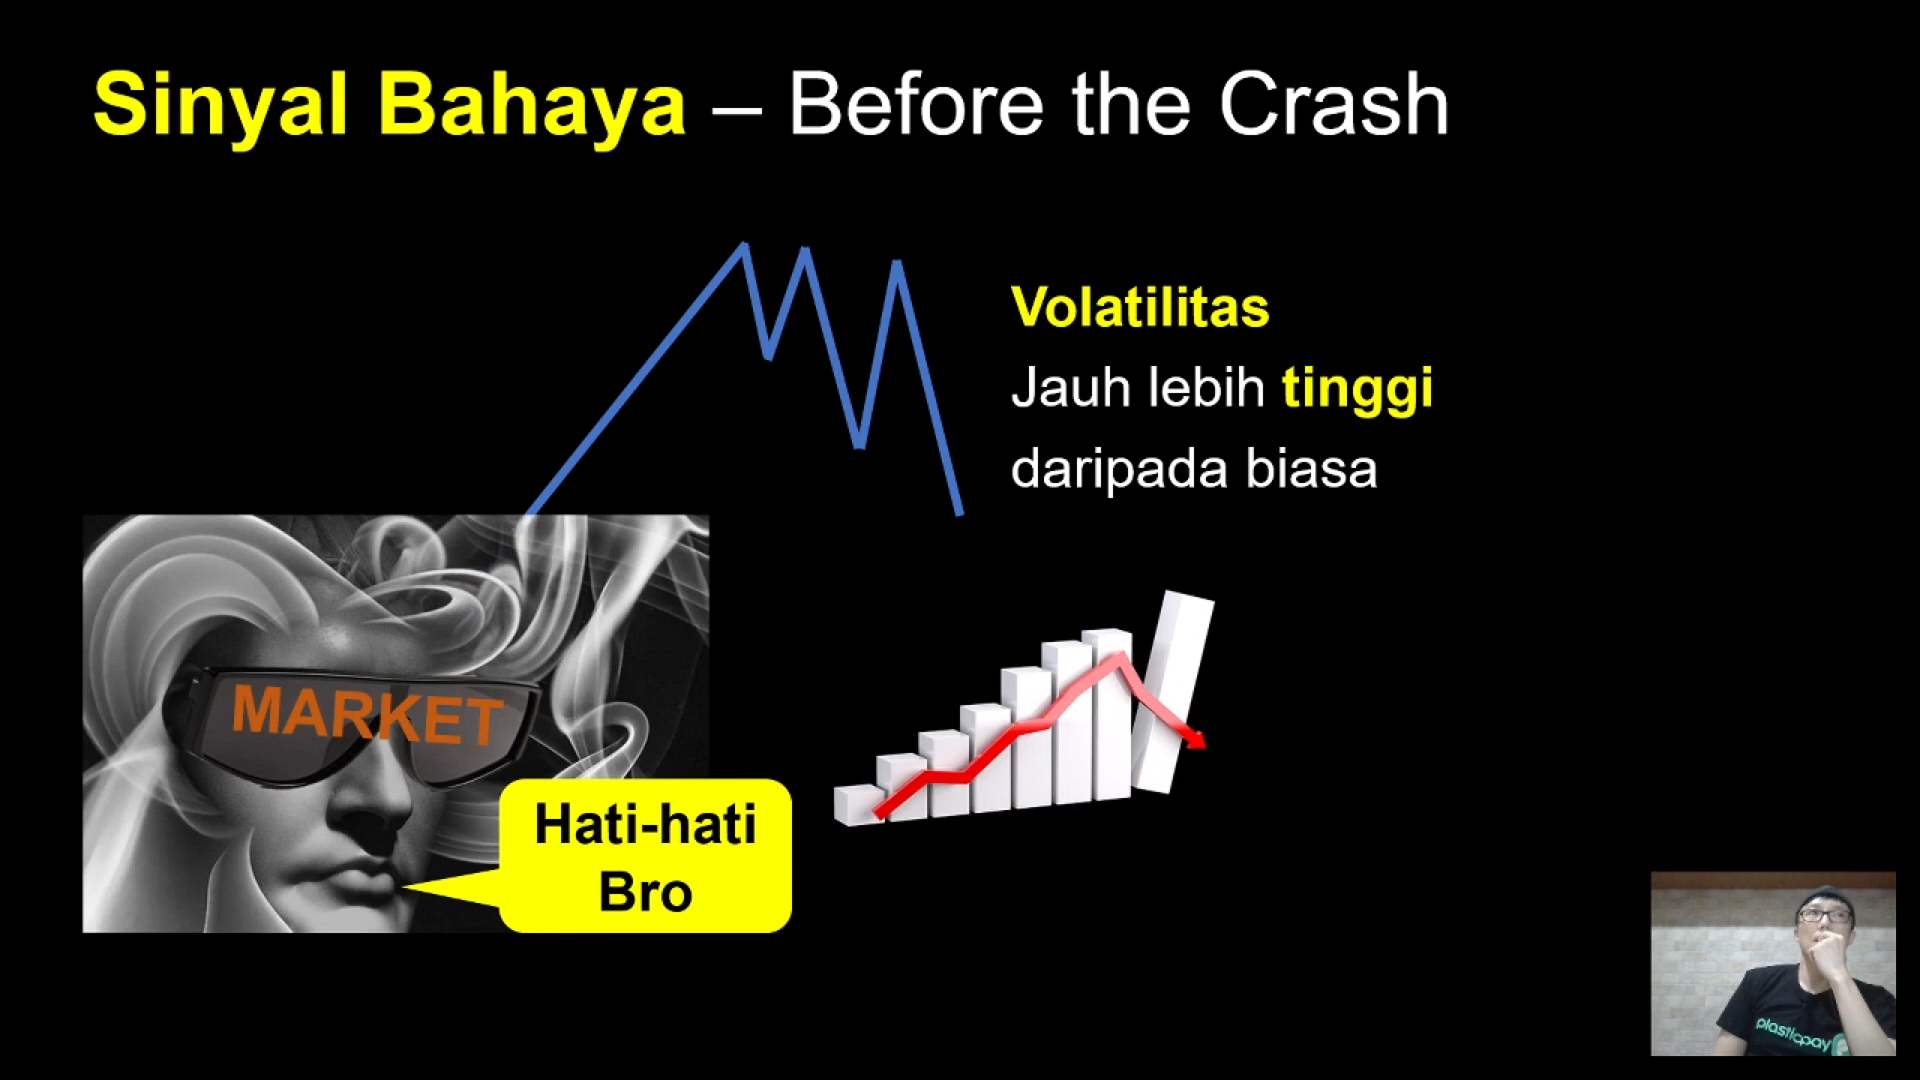 Sinyal Bahaya – Before the Crash
Volatilitas
Jauh lebih tinggi
daripada biasa
MARKET
Hati-hati
Bro
plasticpay